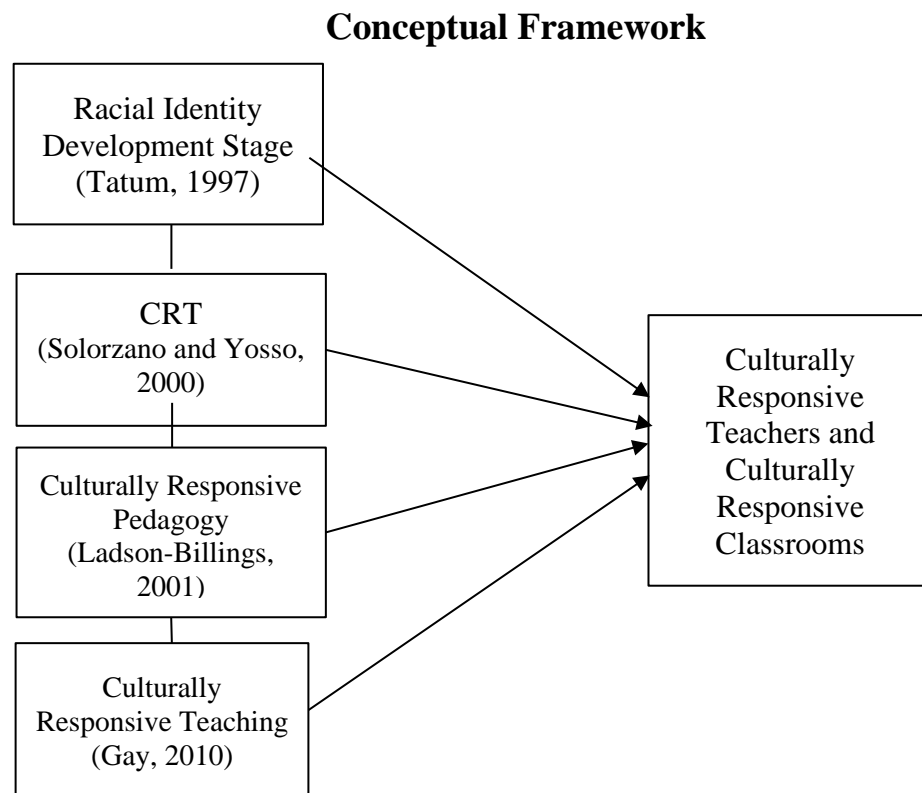 Conceptual Framework
Racial Identity
Development Stage
(Tatum, 1997)
CRT
(Solorzano and Yosso,
2000)
Culturally Responsive
Pedagogy
(Ladson-Billings,
2001)
Culturally
Responsive Teaching
(Gay, 2010)
Culturally
Responsive
Teachers and
Culturally
Responsive
Classrooms